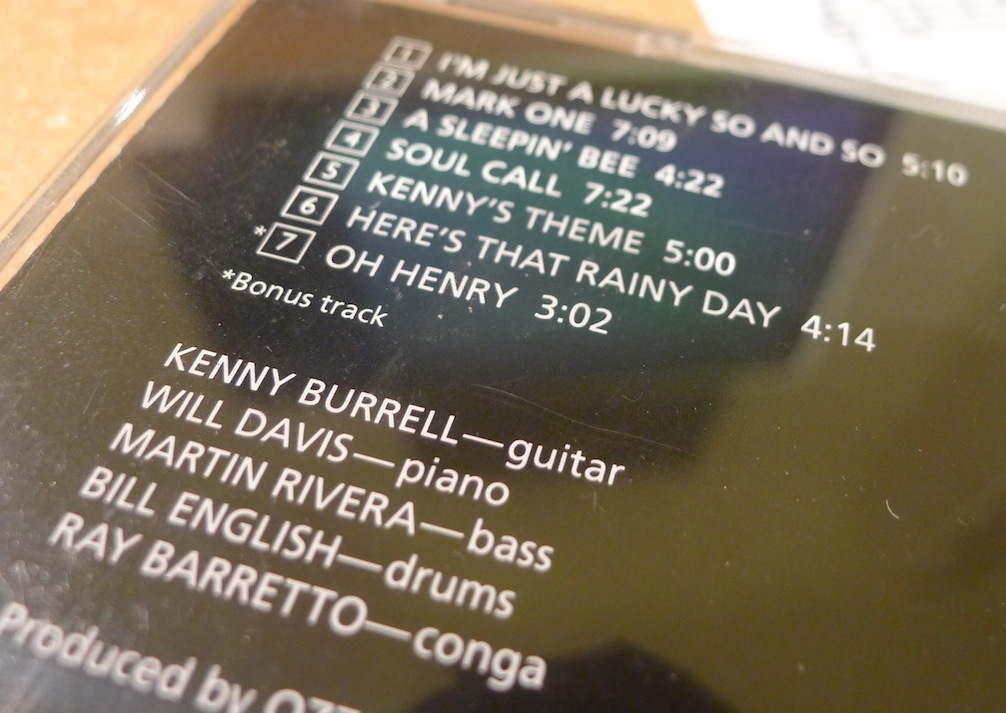 1 I'M JUST A LUCKY SO AND SO 5:10
2 MARK ONE 7:09
3 A SLEEPIN' BEE 4:22
4 SOUL CALL 7:22
5 KENNY'S THEME 5:00
6 HERE'S THAT RAINY DAY 4:14
*7 OH HENRY 3:02
*Bonus track
KENNY BURRELL—guitar
WILL DAVIS—piano
MARTIN RIVERA—bass
BILL ENGLISH—drums
RAY BARRETTO—conga
Produced by